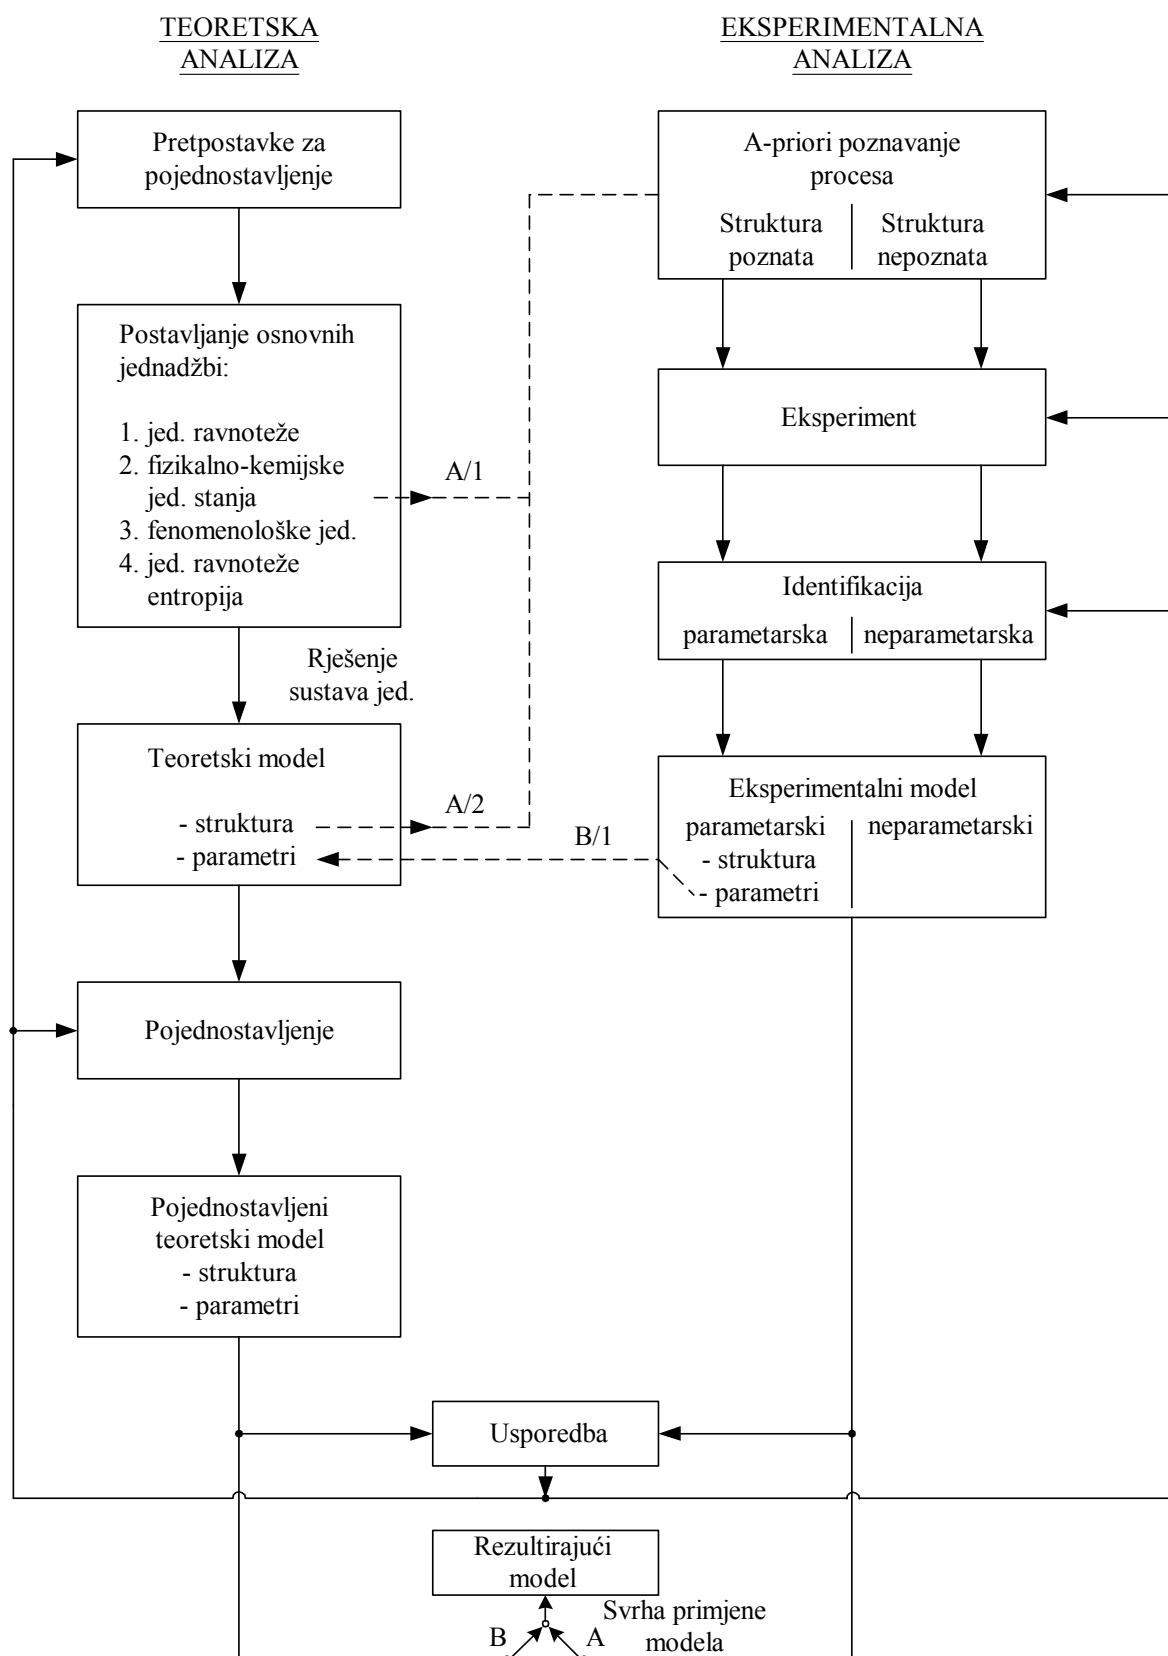 TEORETSKA
ANALIZA
EKSPERIMENTALNA
ANALIZA
Pretpostavke za
pojednostavljenje
A-priori poznavanje
procesa
Struktura
poznata
Struktura
nepoznata
Postavljanje osnovnih
jednadžbi:
1. jed. ravnoteže
2. fizikalno-kemijske
jed. stanja
3. fenomenološke jed.
4. jed. ravnoteže
entropija
A/1
Eksperiment
Identifikacija
parametarska
neparametarska
Rješenje
sustava jed.
Teoretski model
- struktura
- parametri
A/2
B/1
Eksperimentalni model
parametarski
- struktura
- parametri
neparametarski
Pojednostavljenje
Pojednostavljeni
teoretski model
- struktura
- parametri
Usporedba
Rezultirajući
model
Svrha primjene
modela
B
A